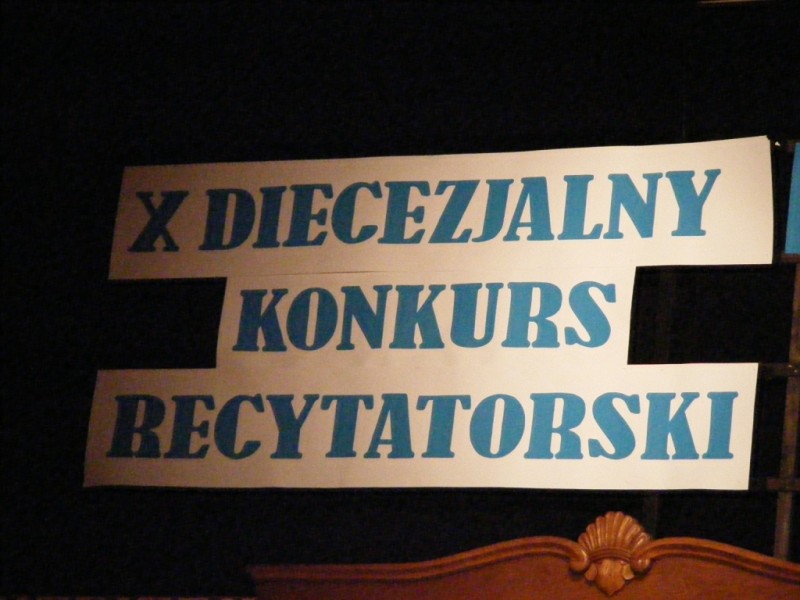 X DIECEZJALNY
KONKURS
RECYTATORSKI